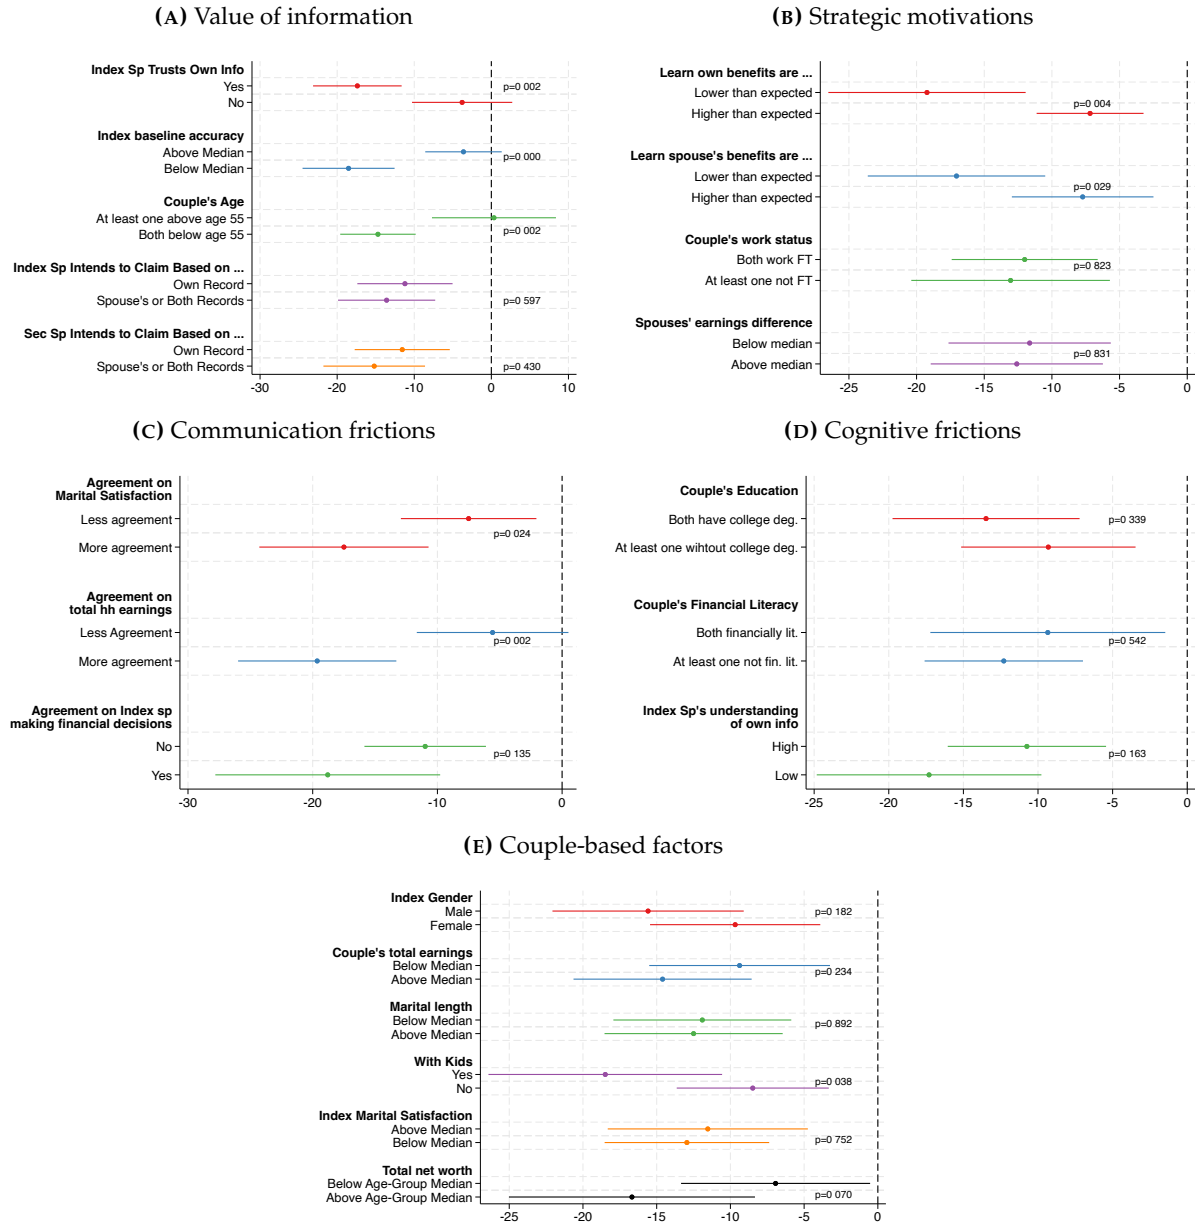 (A) Value of information
Index Sp Trusts Own Info
Yes
p=0 002
No
Index baseline accuracy
Above Median
p=0 000
Below Median
Couple's Age
At least one above age 55
p=0 002
Both below age 55
Index Sp Intends to Claim Based on ...
Own Record
Spouse's or Both Records
p=0 597
Sec Sp Intends to Claim Based on ...
Own Record
Spouse's or Both Records
p=0 430
-30 -20 -10 0 10
(B) Strategic motivations
Learn own benefits are ...
Lower than expected
p=0 004
Higher than expected
Learn spouse's benefits are ...
Lower than expected
p=0 029
Higher than expected
Couple's work status
Both work FT
p=0 823
At least one not FT
Spouses' earnings difference
Below median
p=0 831
Above median
-25 -20 -15 -10 -5 0
(C) Communication frictions
Agreement on
Marital Satisfaction
Less agreement
p=0 024
More agreement
Agreement on
total hh earnings
Less Agreement
p=0 002
More agreement
Agreement on Index sp
making financial decisions
No
p=0 135
Yes
-30 -20 -10 0
(D) Cognitive frictions
Couple's Education
Both have college deg.
p=0 339
At least one wihtout college deg.
Couple's Financial Literacy
Both financially lit.
p=0 542
At least one not fin. lit.
Index Sp's understanding
of own info
High
p=0 163
Low
-25 -20 -15 -10 -5 0
(E) Couple-based factors
Index Gender
Male
p=0 182
Female
Couple's total earnings
Below Median
p=0 234
Above Median
Marital length
Below Median
p=0 892
Above Median
With Kids
Yes
p=0 038
No
Index Marital Satisfaction
Above Median
p=0 752
Below Median
Total net worth
Below Age-Group Median
p=0 070
Above Age-Group Median
-25 -20 -15 -10 -5 0